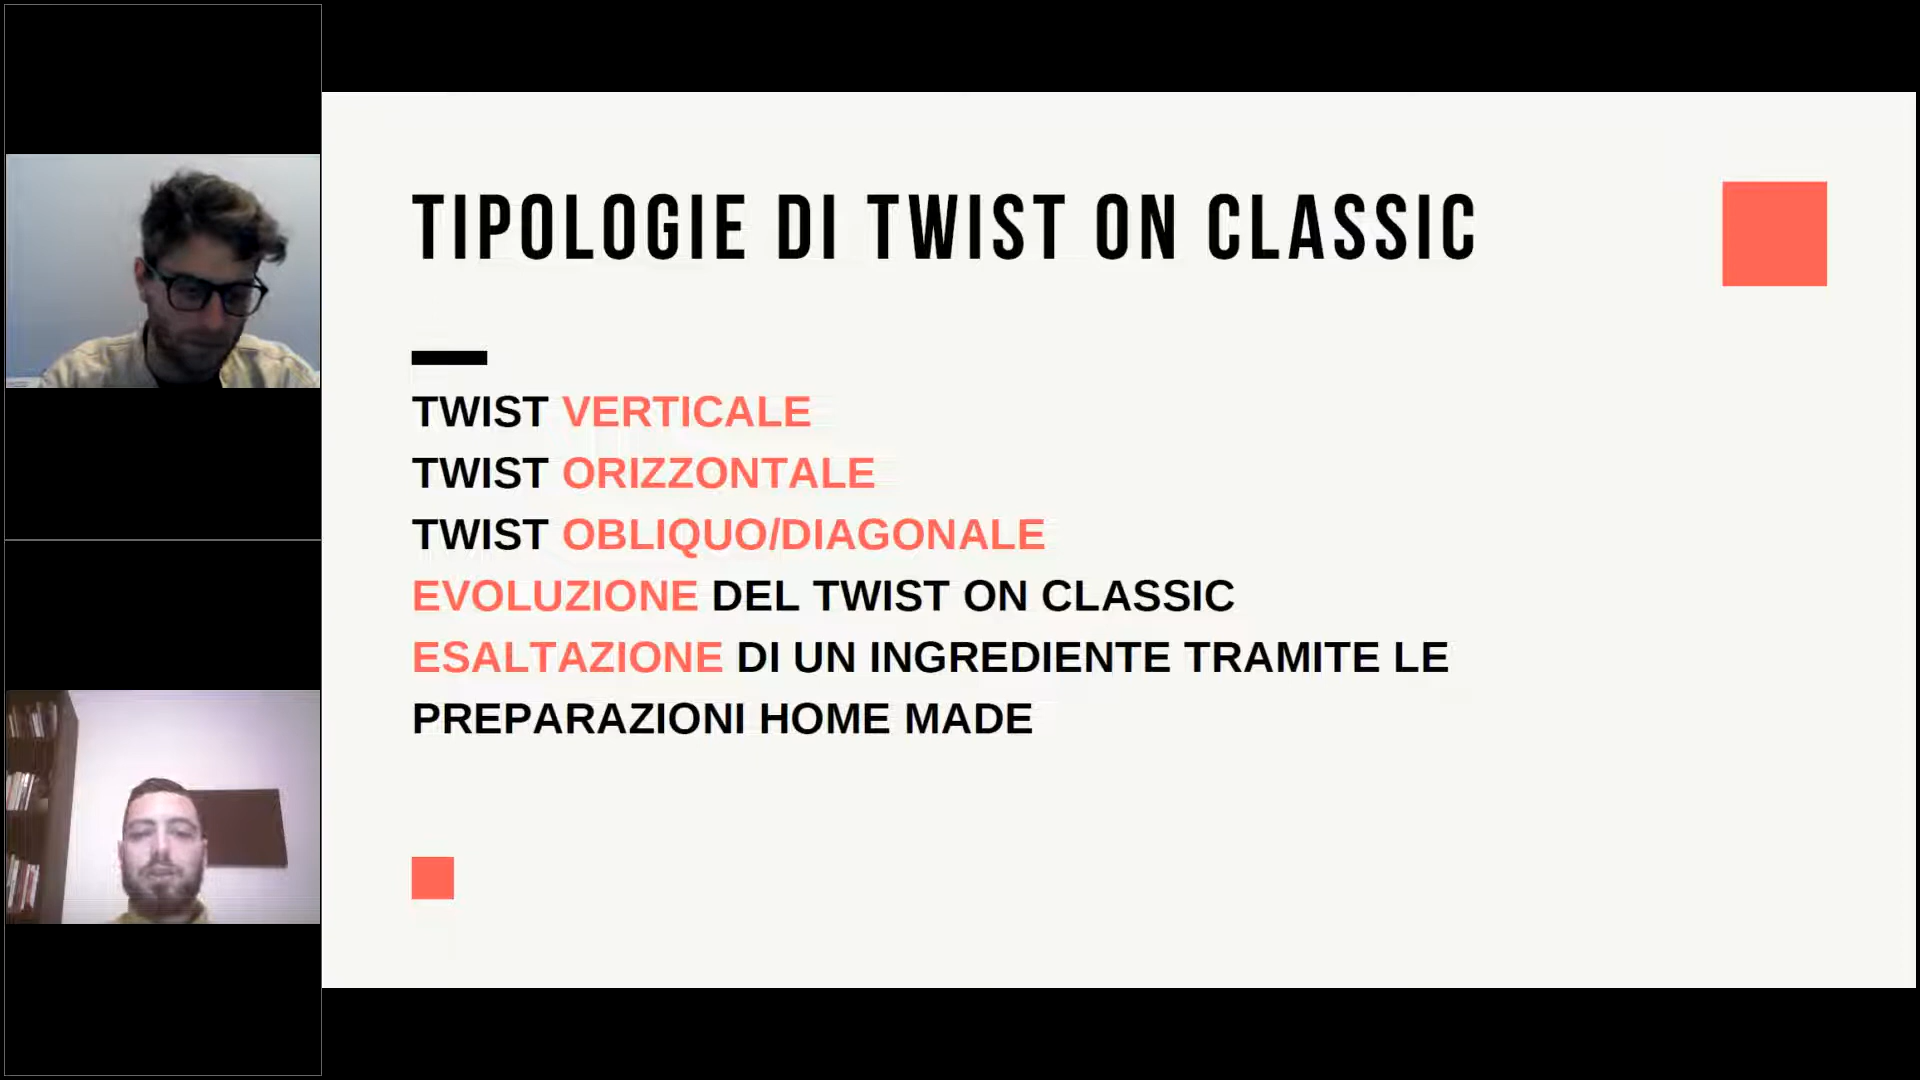 TIPOLOGIE DI TWIST ON CLASSIC
TWIST VERTICALE
TWIST ORIZZONTALE
TWIST OBLIQUO/DIAGONALE
EVOLUZIONE DEL TWIST ON CLASSIC
ESALTAZIONE DI UN INGREDIENTE TRAMITE LE
PREPARAZIONI HOME MADE